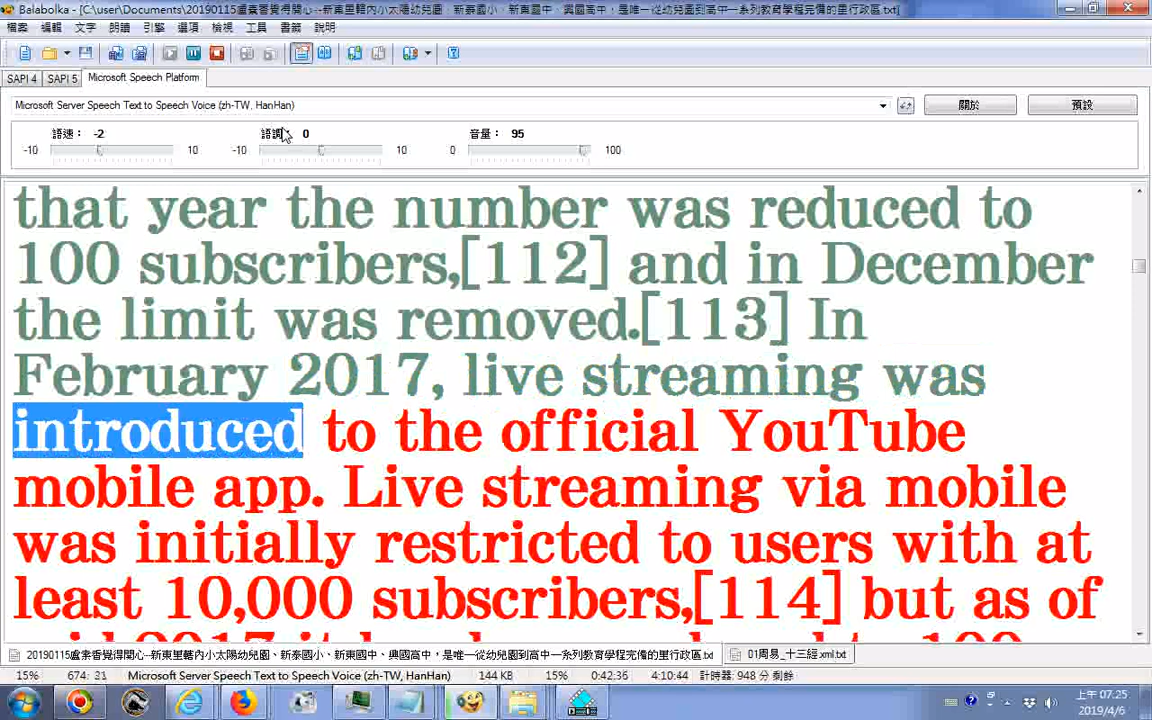 Balabolka - [C:\user\Documents\20190115盧素香覺得開心--新東里轄內小太陽幼兒園、新泰國小、新東國中、興國高中，是唯一從幼兒園到高中一系列教育學程完備的里行政區.txt]
檔案 編輯 文字 朗讀 引擎 選項 檢視 工具 書籤 說明
SAPI 4 SAPI 5 Microsoft Speech Platform
Microsoft Server Speech Text to Speech Voice (zh-TW, HanHan) 關於 預設
語速： -2 語調： 0 音量： 95
-10 10 -10 10 0 100
that year the number was reduced to
100 subscribers,[112] and in December
the limit was removed.[113] In
February 2017, live streaming was
introduced to the official YouTube
mobile app. Live streaming via mobile
was initially restricted to users with at
least 10,000 subscribers,[114] but as of
20190115盧素香覺得開心--新東里轄內小太陽幼兒園、新泰國小、新東國中、興國高中，是唯一從幼兒園到高中一系列教育學程完備的里行政區.txt 01周易_十三經.xml.txt
15% 674: 31 Microsoft Server Speech Text to Speech Voice (zh-TW, HanHan) 144 KB 15% 0:42:36 4:10:44 計時器: 948 分 剩餘
上午 07:25
2019/4/6